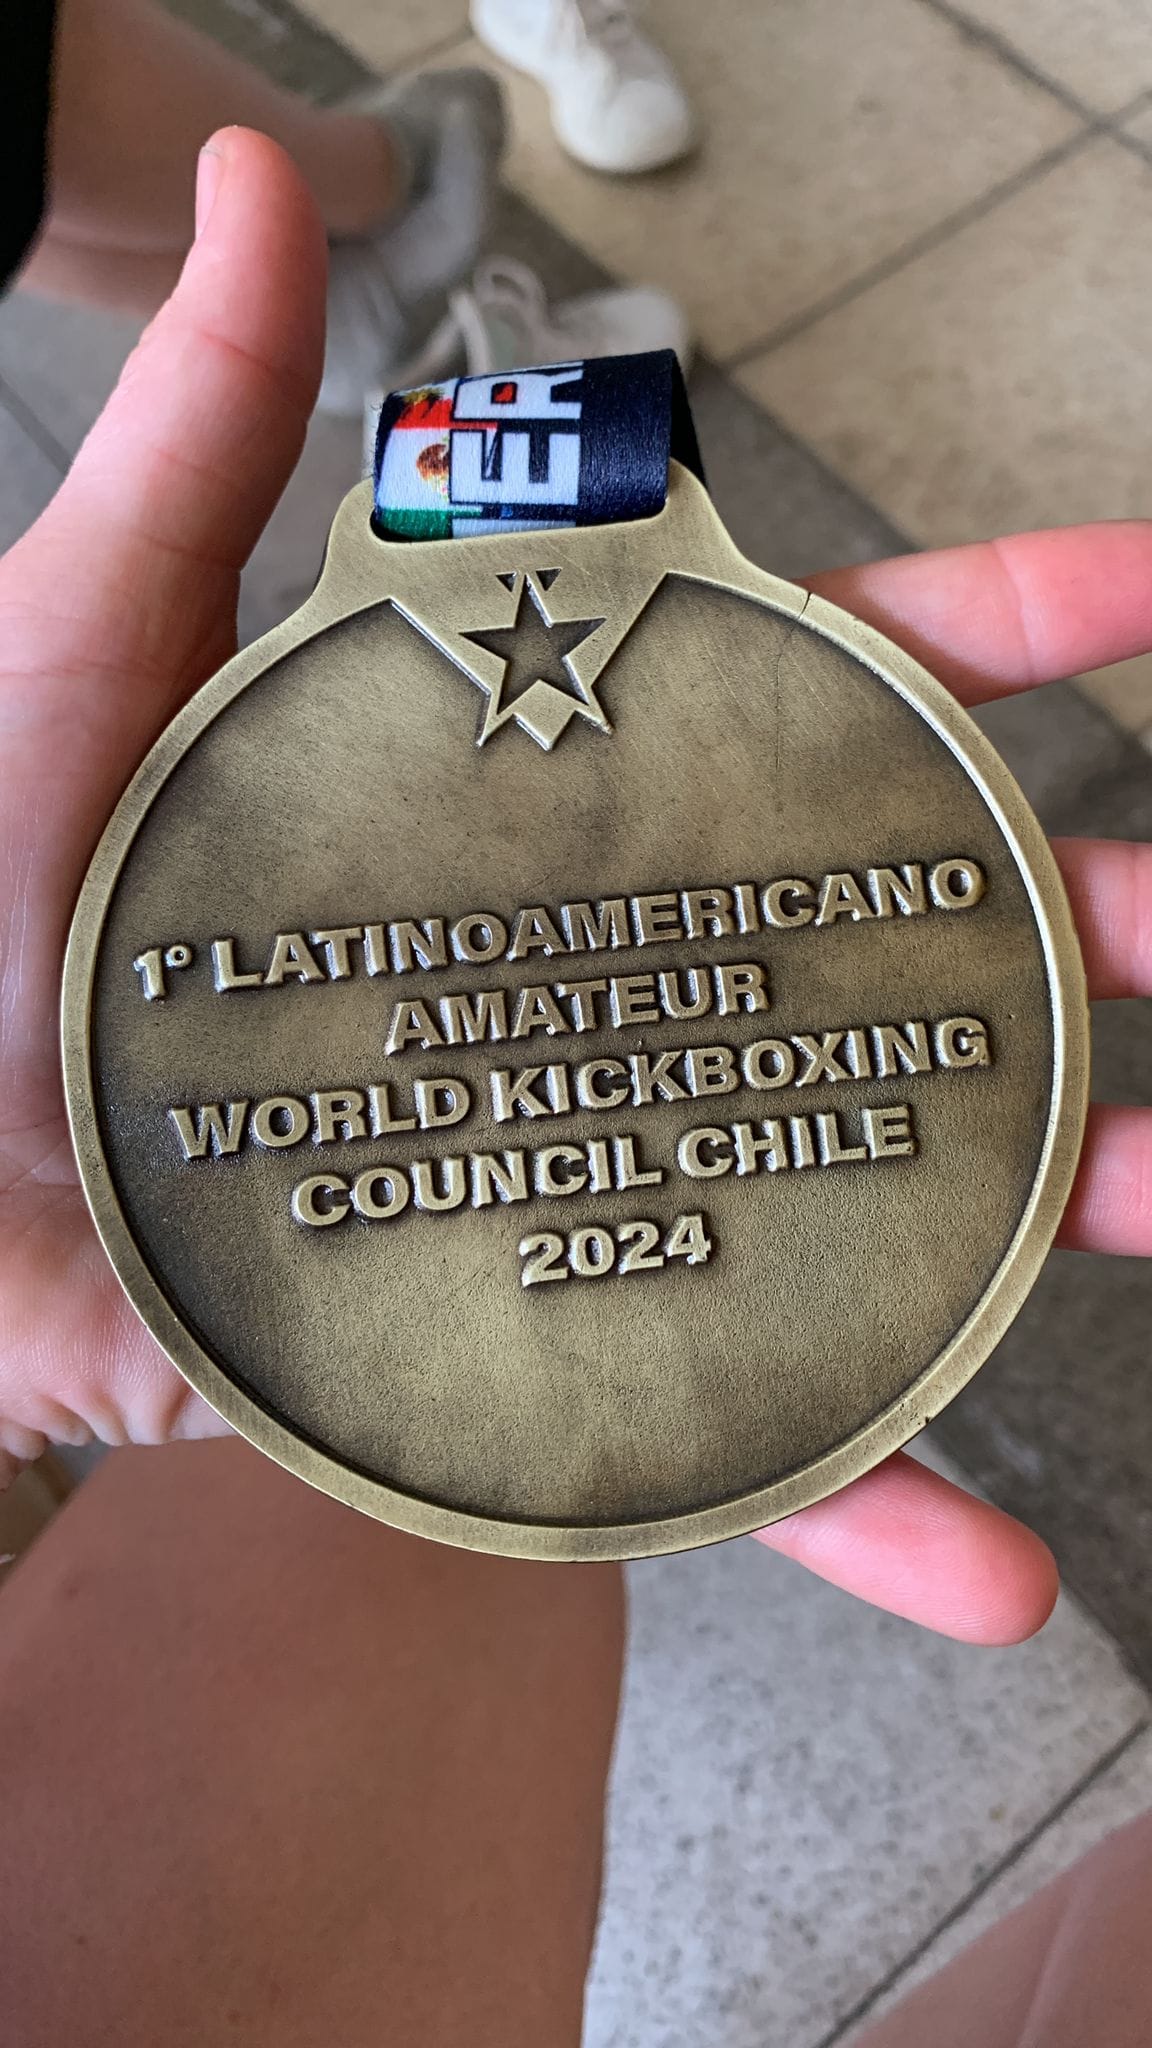 1° LATINOAMERICANO
AMATEUR
WORLD KICKBOXING
COUNCIL CHILE
2024